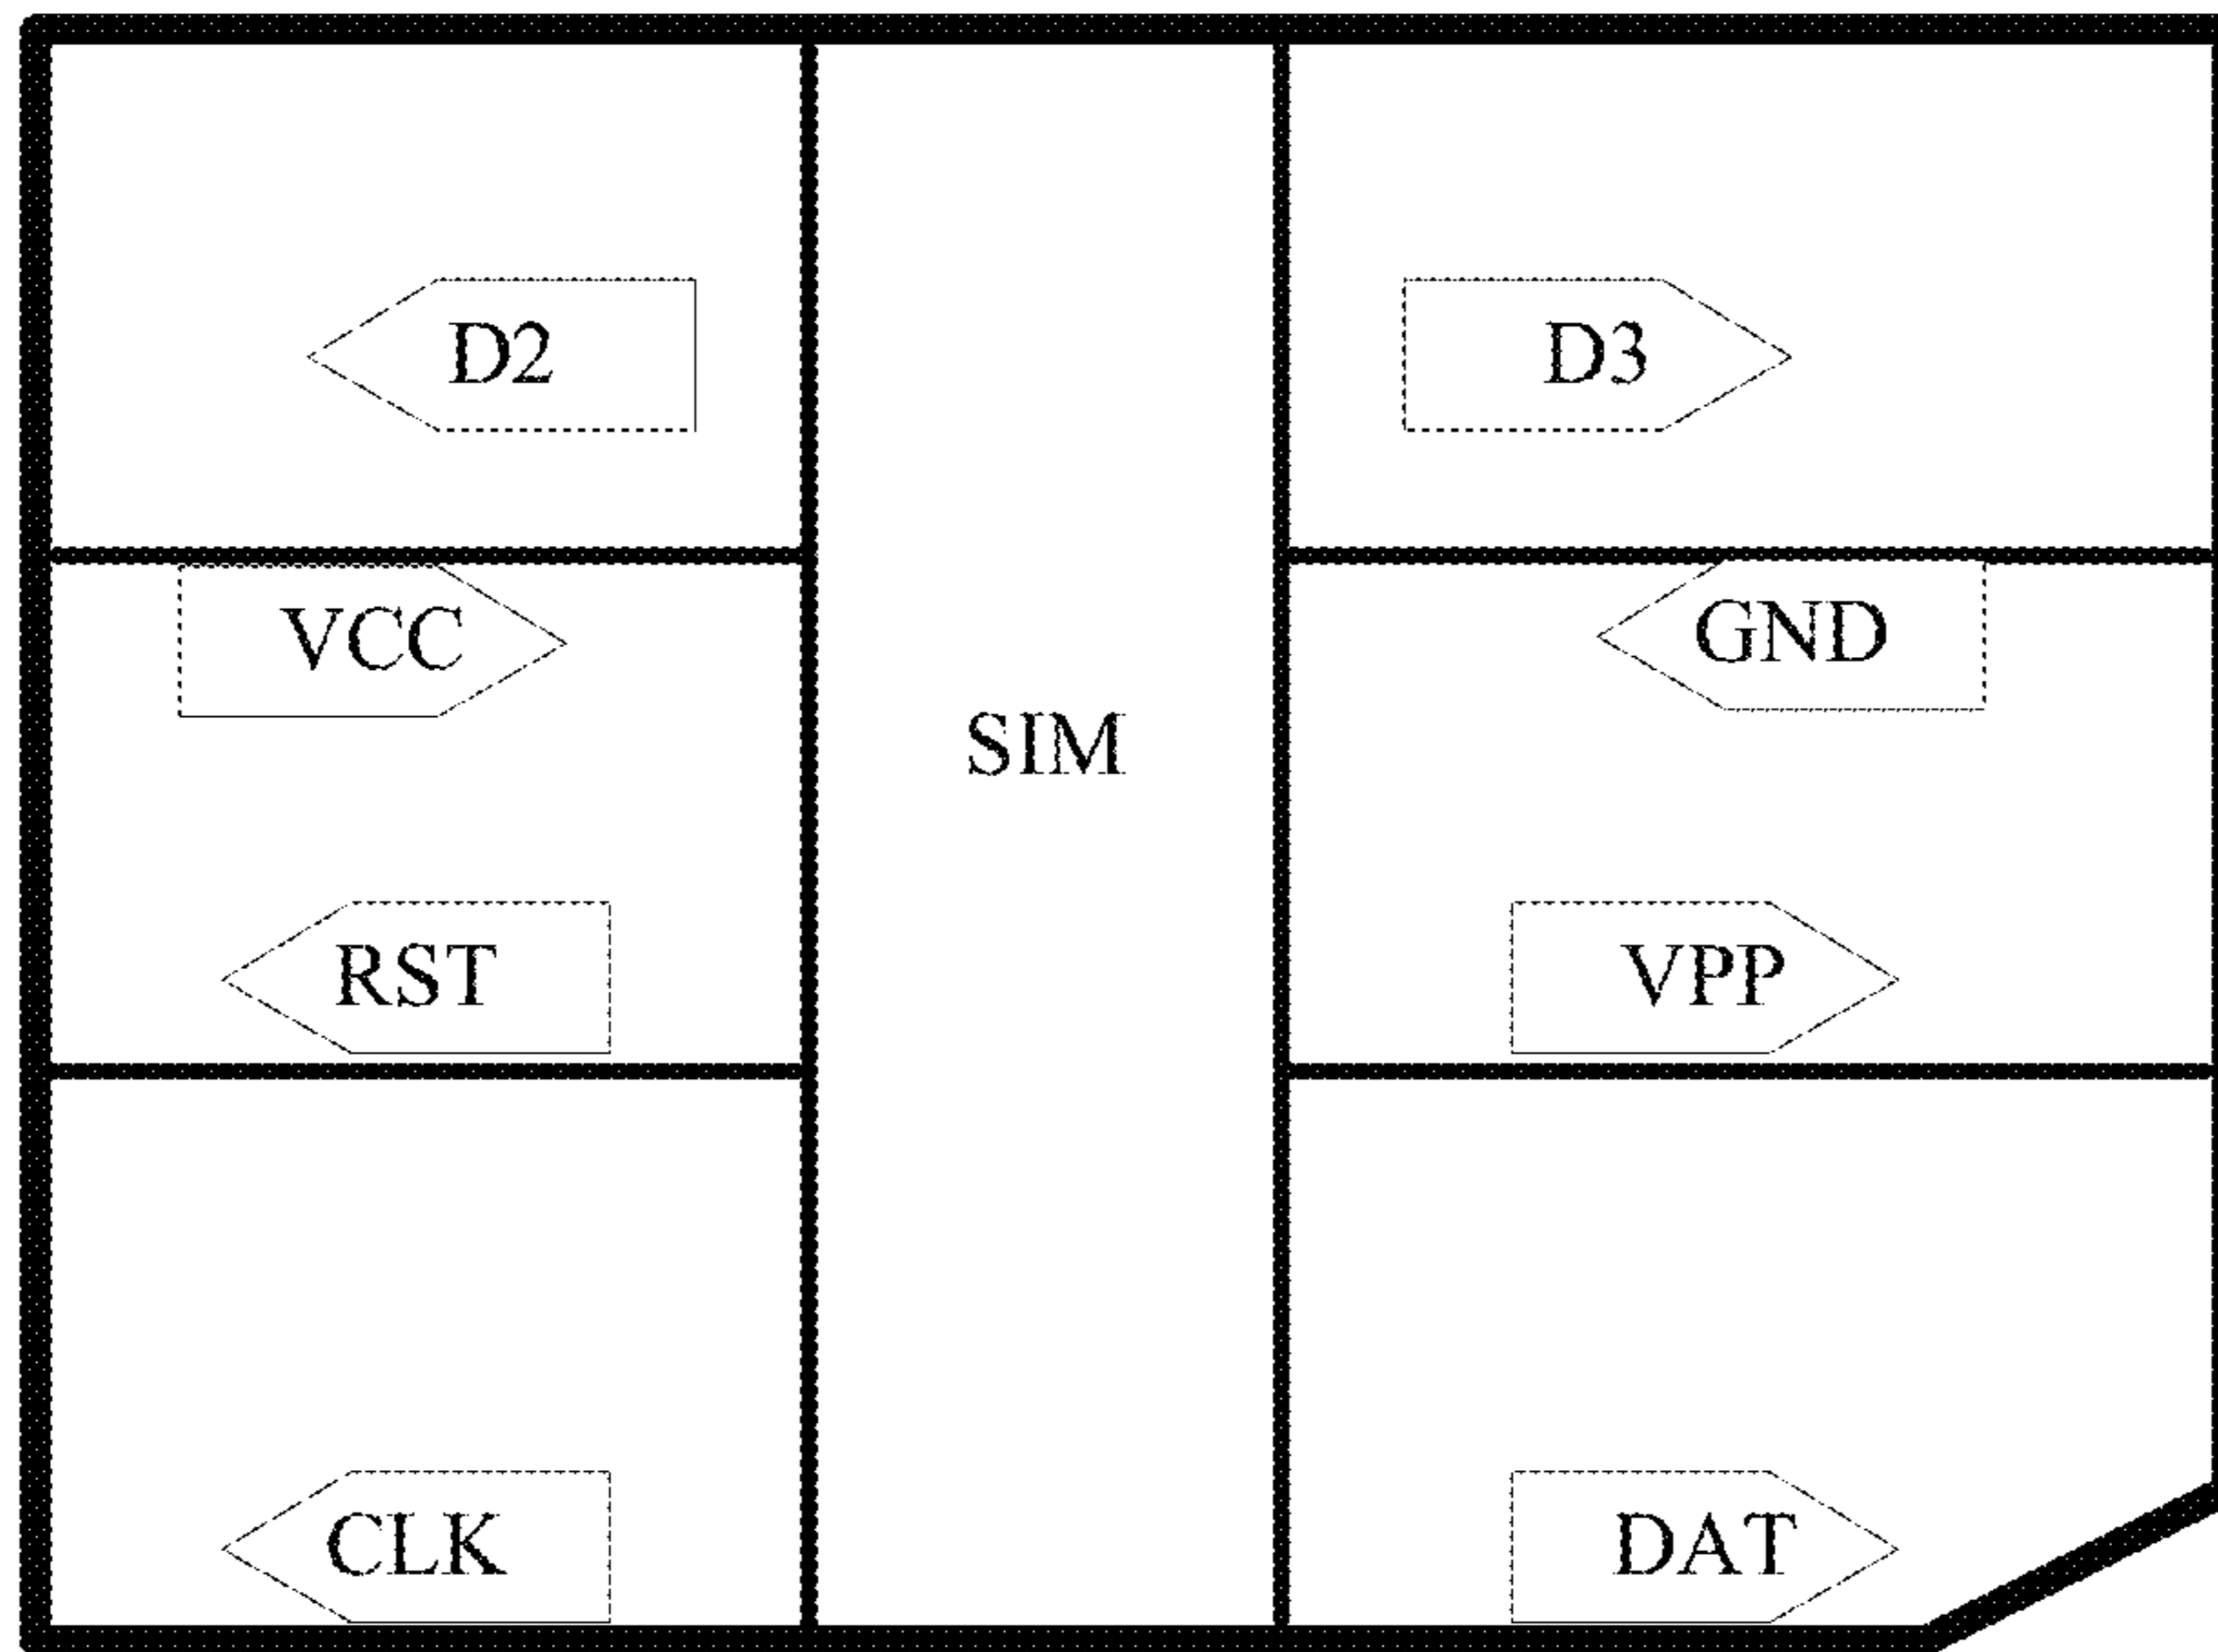 D2
D3
VCC
GND
SIM
RST
VPP
CLK
DAT